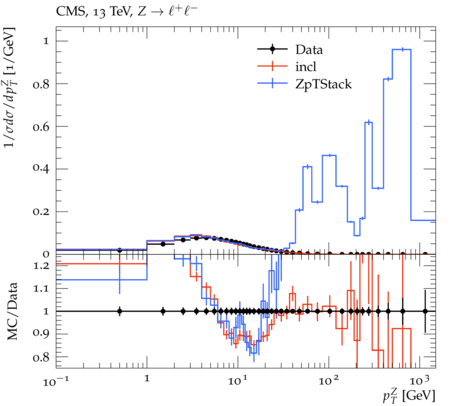 CMS, 13 TeV, Z → ℓ⁺ℓ⁻
1/σdσ/dp_T^Z [1/GeV]
1
0.8
0.6
0.4
0.2
0
Data
incl
ZpTStack
MC/Data
1.2
1.1
1
0.9
0.8
10⁻¹
1
10¹
10²
10³
p_T^Z [GeV]